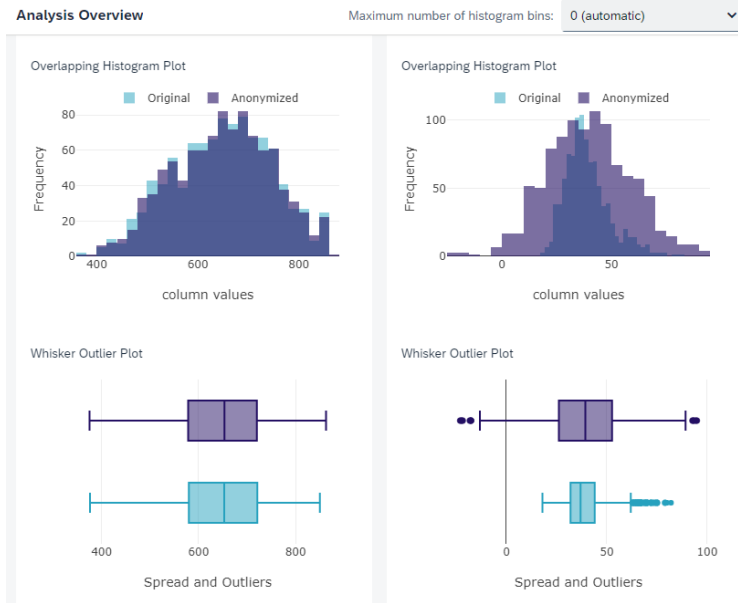 Analysis Overview
Maximum number of histogram bins: 0 (automatic)
Overlapping Histogram Plot
Original Anonymized
80
60
40
20
0
Frequency
400 600 800
column values
Overlapping Histogram Plot
Original Anonymized
100
50
0
Frequency
0 50
column values
Whisker Outlier Plot
400 600 800
Spread and Outliers
Whisker Outlier Plot
0 50 100
Spread and Outliers